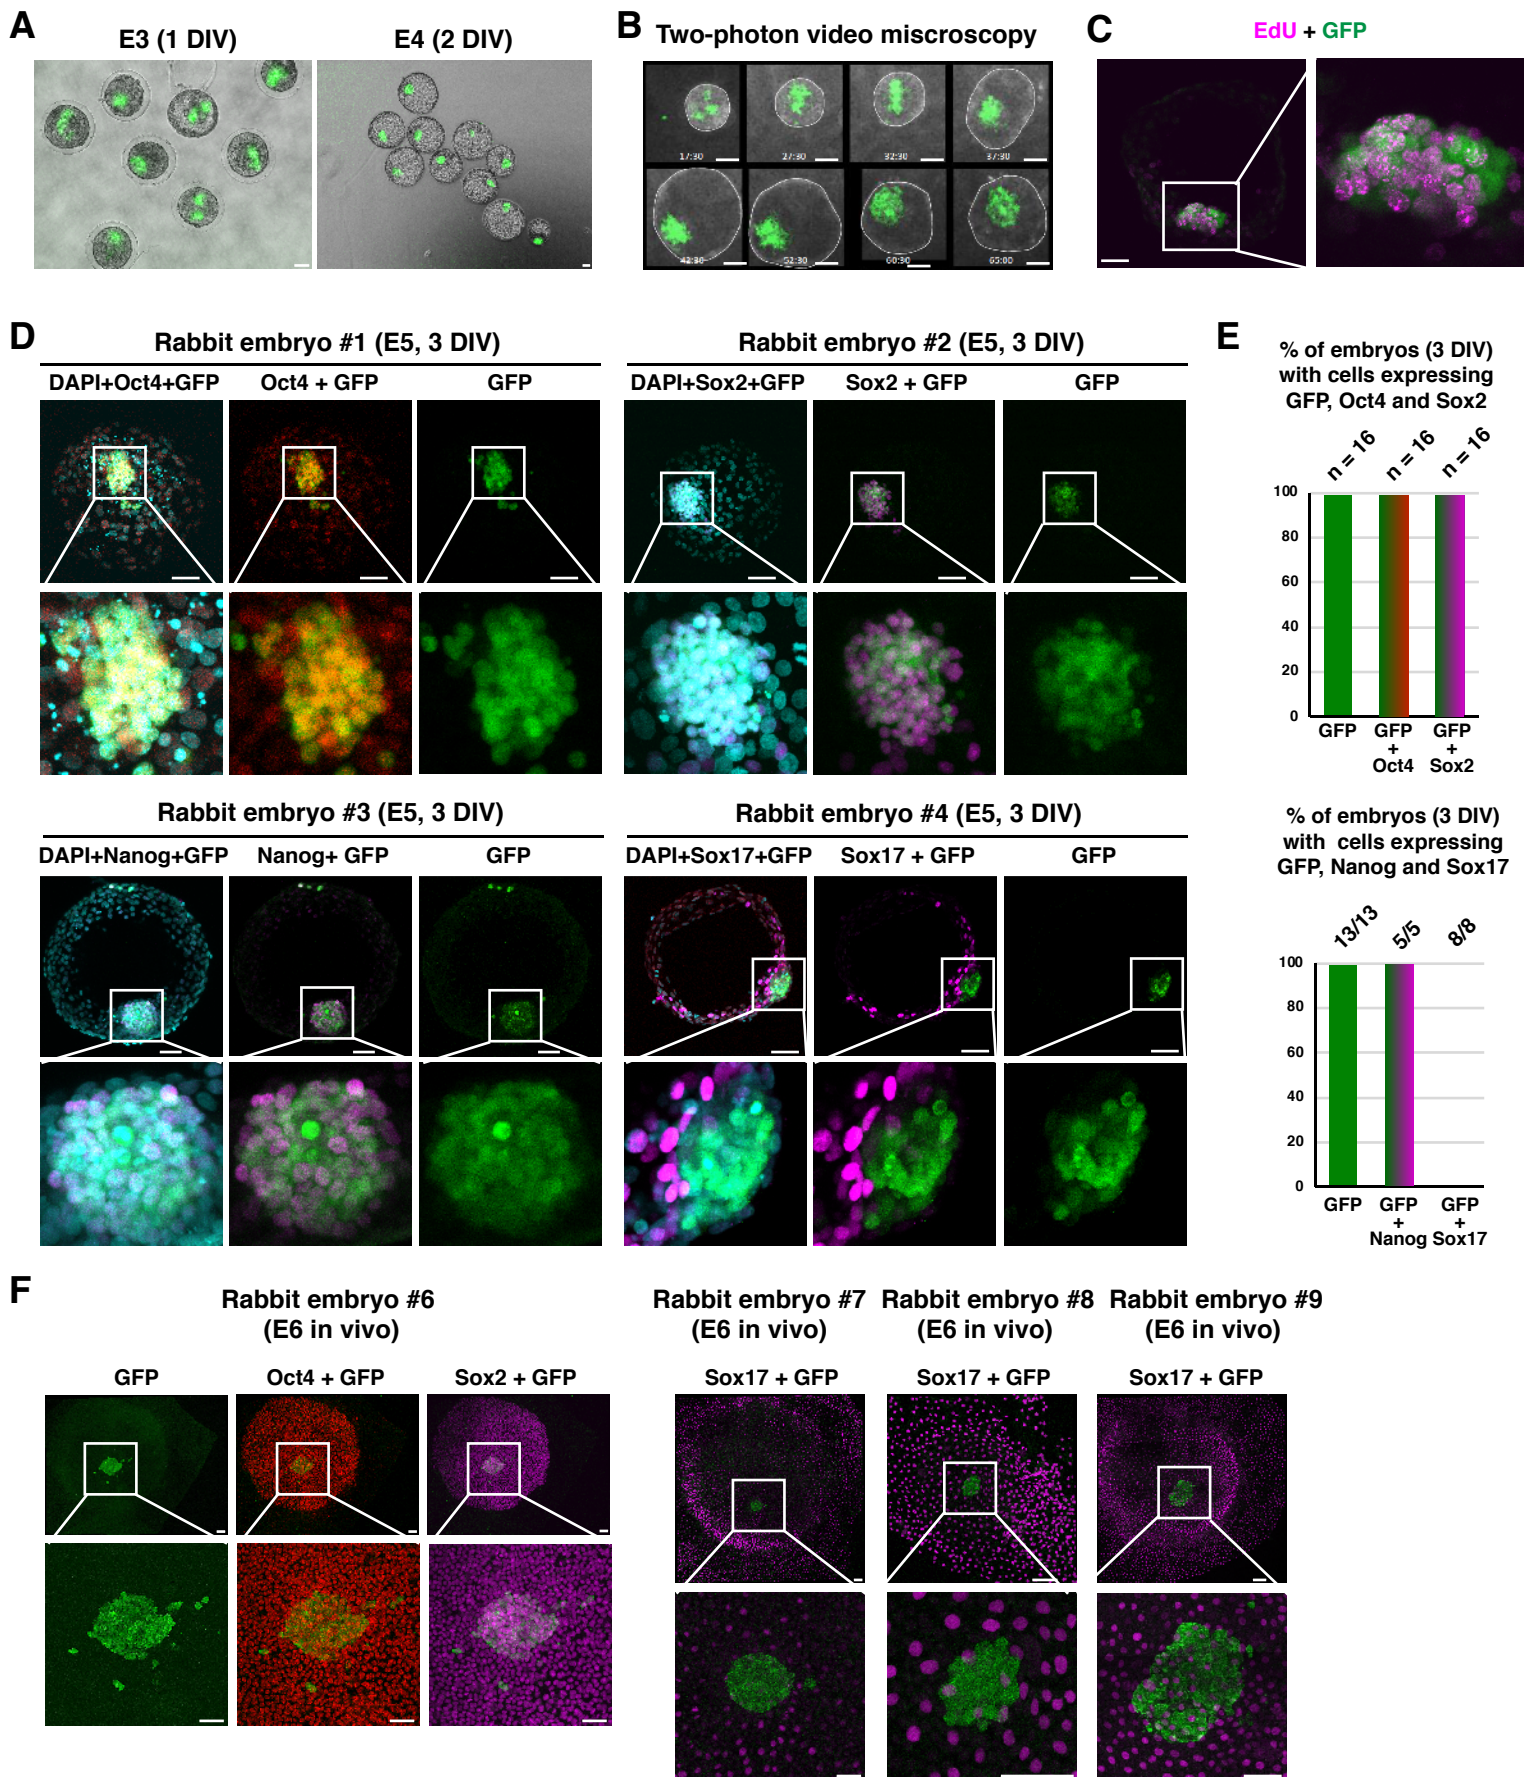 A
E3 (1 DIV)
E4 (2 DIV)
B
Two-photon video miscroscopy
17:30
27:30
32:30
37:30
42:30
52:30
60:30
65:00
C
EdU + GFP
D
Rabbit embryo #1 (E5, 3 DIV)
DAPI+Oct4+GFP
Oct4 + GFP
GFP
Rabbit embryo #2 (E5, 3 DIV)
DAPI+Sox2+GFP
Sox2 + GFP
GFP
Rabbit embryo #3 (E5, 3 DIV)
DAPI+Nanog+GFP
Nanog+ GFP
GFP
Rabbit embryo #4 (E5, 3 DIV)
DAPI+Sox17+GFP
Sox17 + GFP
GFP
E
% of embryos (3 DIV)
with cells expressing
GFP, Oct4 and Sox2
n = 16
n = 16
n = 16
100
80
60
40
20
0
GFP
GFP
+
Oct4
GFP
+
Sox2
% of embryos (3 DIV)
with cells expressing
GFP, Nanog and Sox17
13/13
5/5
8/8
100
80
60
40
20
0
GFP
GFP
+
Nanog
GFP
+
Sox17
F
Rabbit embryo #6
(E6 in vivo)
GFP
Oct4 + GFP
Sox2 + GFP
Rabbit embryo #7
(E6 in vivo)
Sox17 + GFP
Rabbit embryo #8
(E6 in vivo)
Sox17 + GFP
Rabbit embryo #9
(E6 in vivo)
Sox17 + GFP